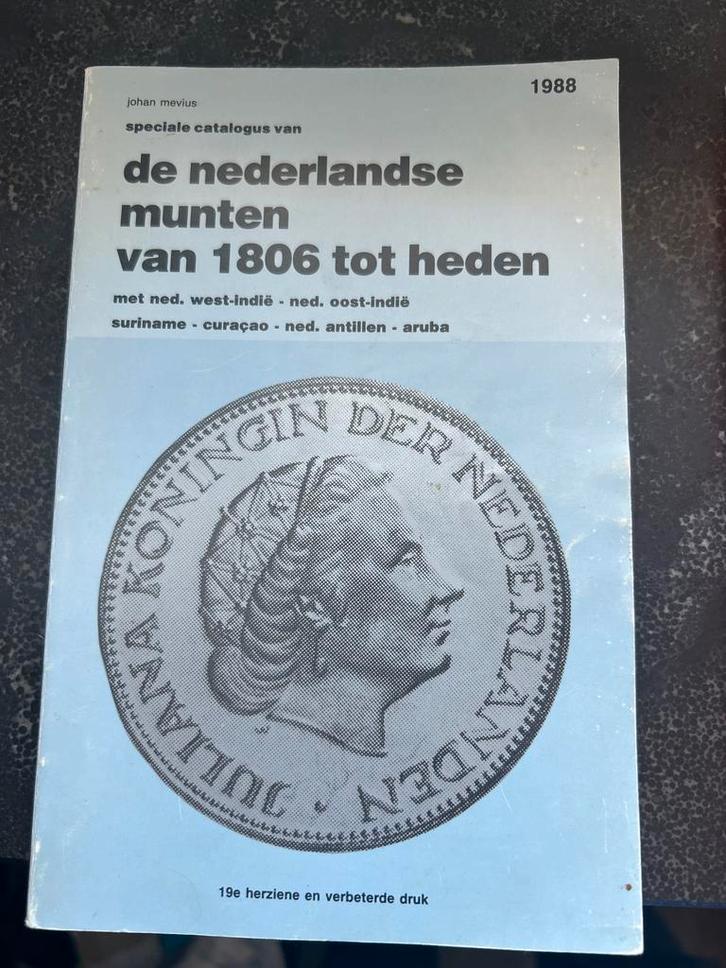 1988
johan mevius
speciale catalogus van
de nederlandse
munten
van 1806 tot heden
met ned. west-indië - ned. oost-indië
suriname - curaçao - ned. antillen - aruba
JULIANA KONINGIN DER NEDERLANDEN ·
19e herziene en verbeterde druk